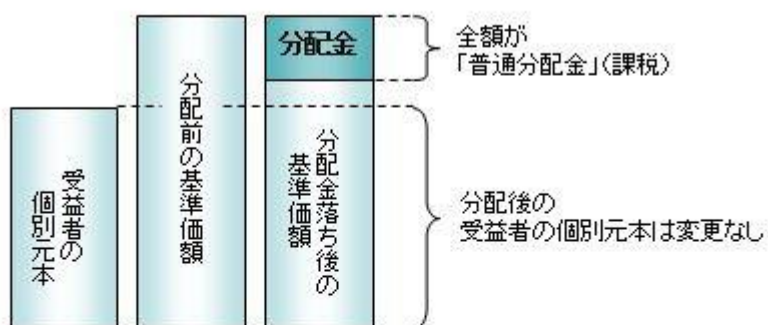 受益者の
個別元本
分配前の基準価額
分配金
分配金落ち後の
基準価額
全額が
「普通分配金」(課税)
分配後の
受益者の個別元本は変更なし